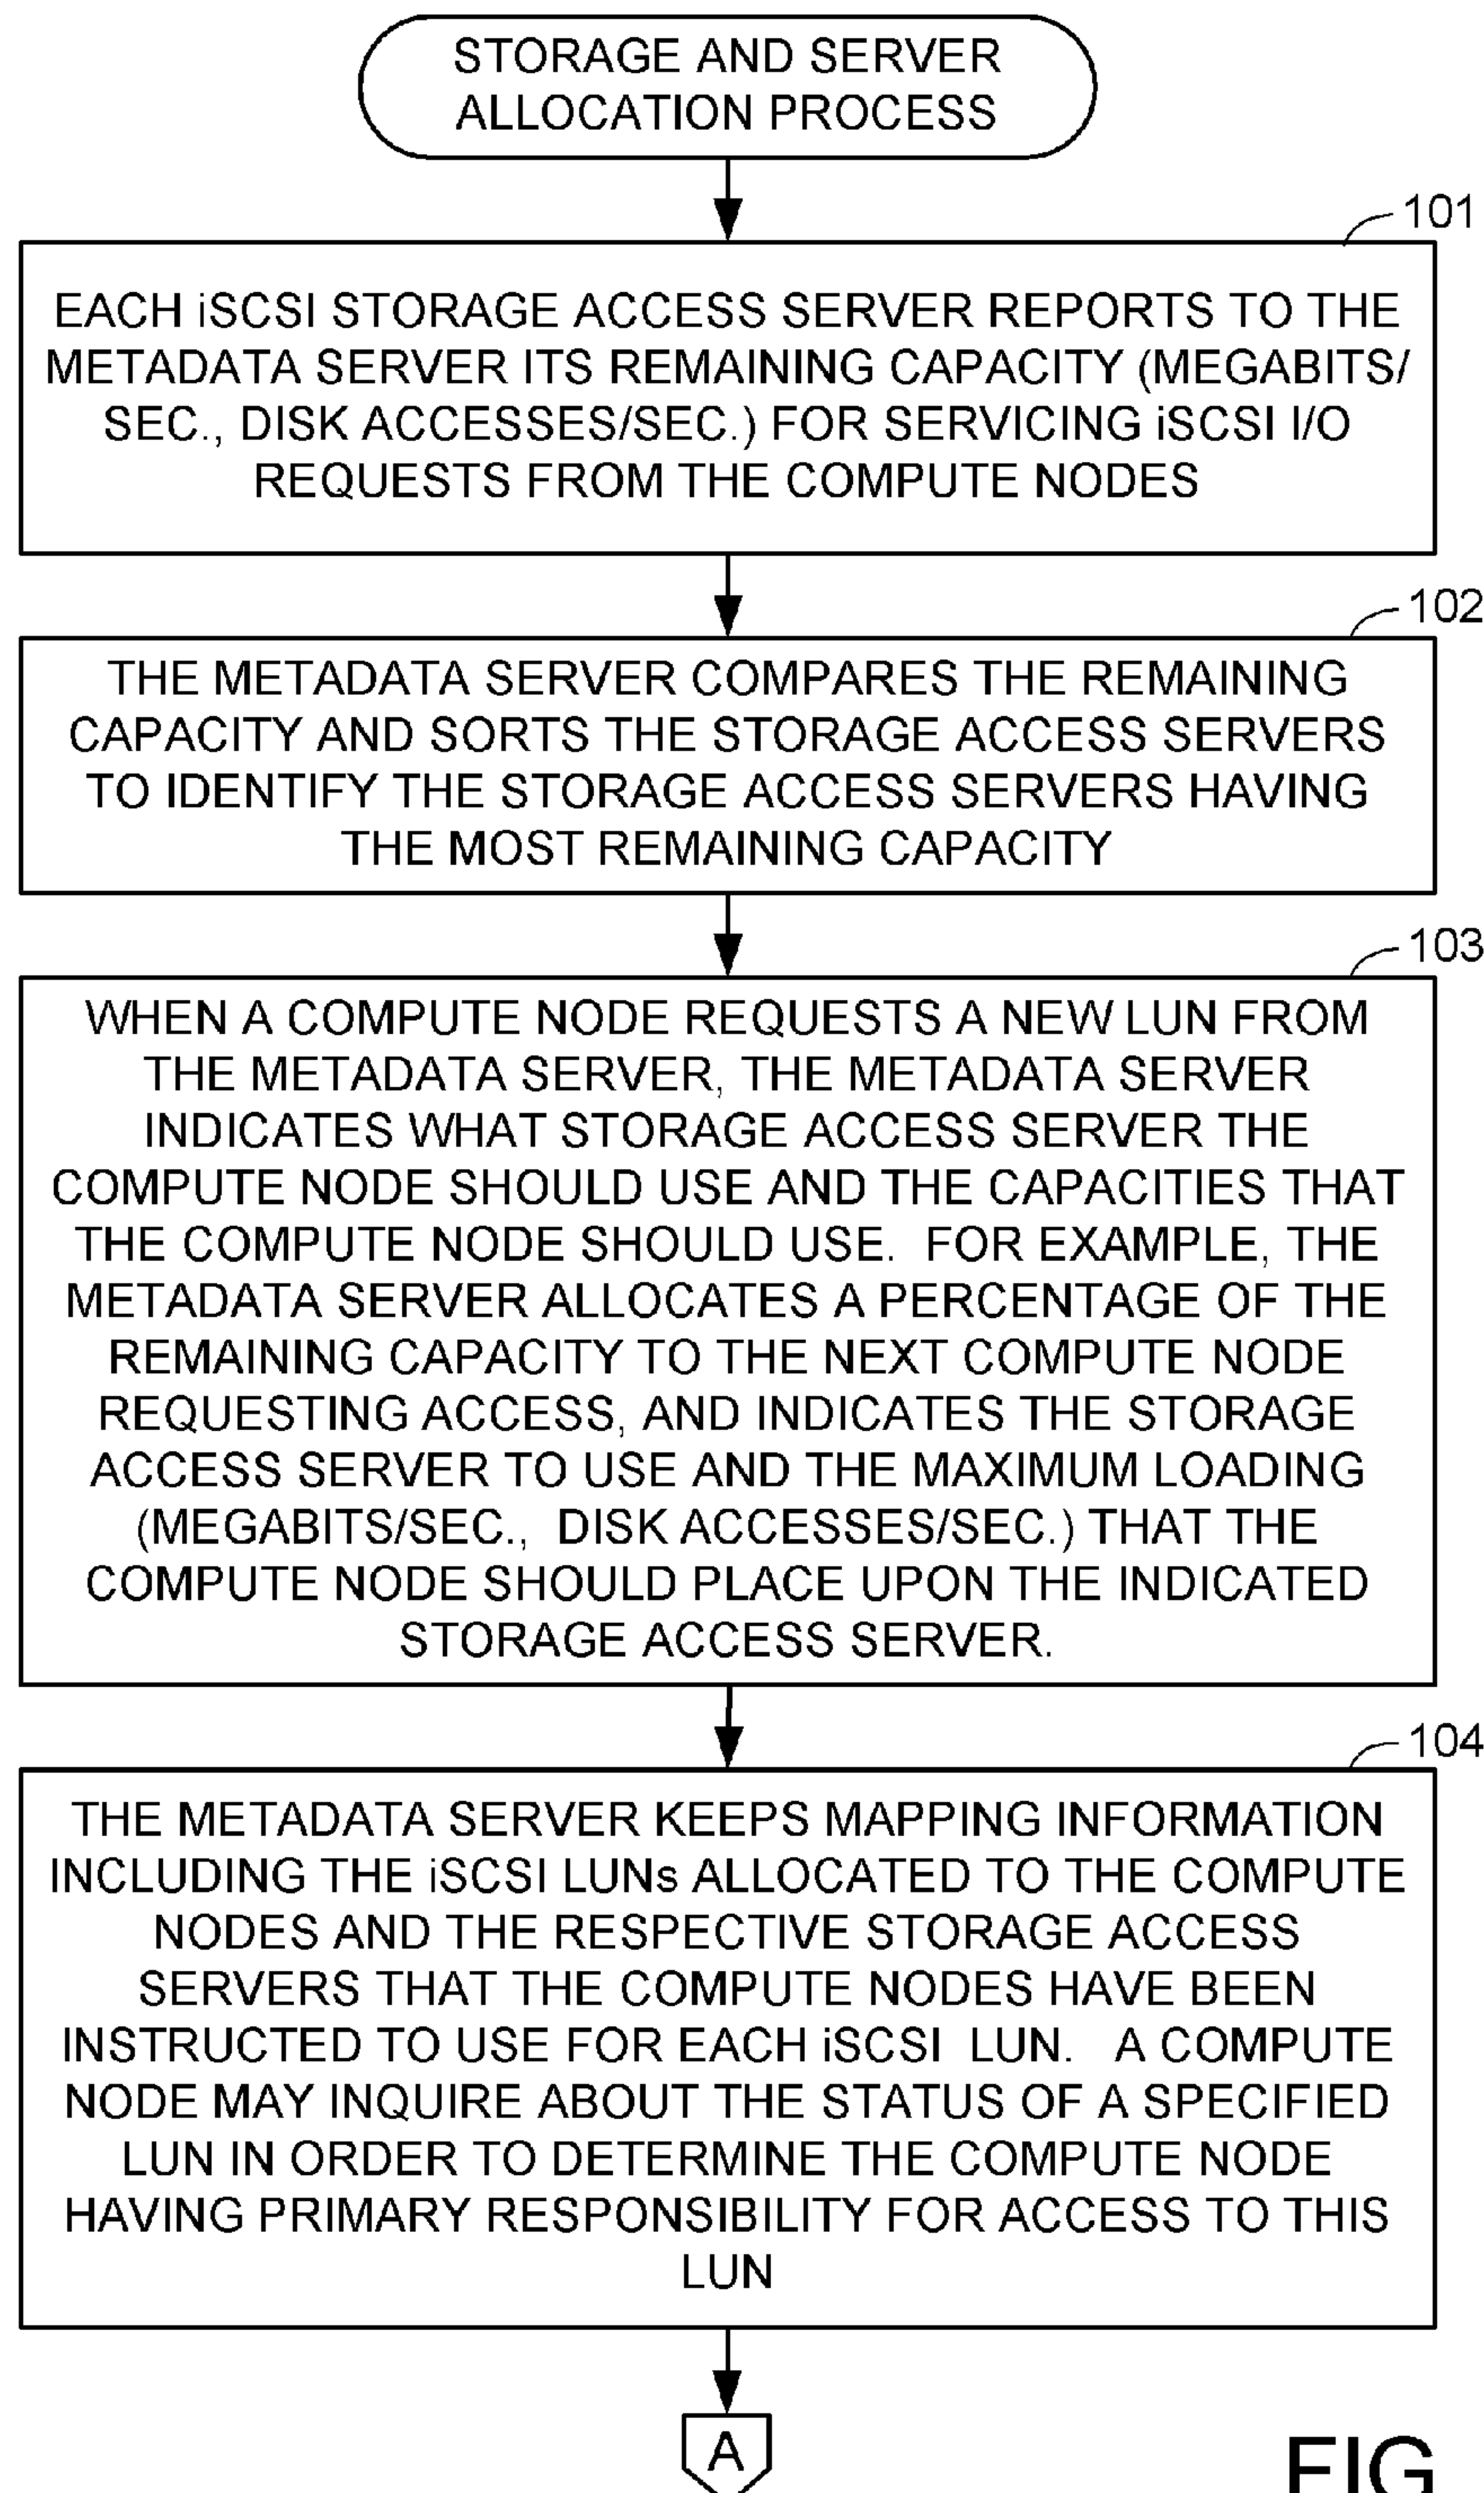 STORAGE AND SERVER
ALLOCATION PROCESS
101
EACH iSCSI STORAGE ACCESS SERVER REPORTS TO THE
METADATA SERVER ITS REMAINING CAPACITY (MEGABITS/
SEC., DISK ACCESSES/SEC.) FOR SERVICING iSCSI I/O
REQUESTS FROM THE COMPUTE NODES
102
THE METADATA SERVER COMPARES THE REMAINING
CAPACITY AND SORTS THE STORAGE ACCESS SERVERS
TO IDENTIFY THE STORAGE ACCESS SERVERS HAVING
THE MOST REMAINING CAPACITY
103
WHEN A COMPUTE NODE REQUESTS A NEW LUN FROM
THE METADATA SERVER, THE METADATA SERVER
INDICATES WHAT STORAGE ACCESS SERVER THE
COMPUTE NODE SHOULD USE AND THE CAPACITIES THAT
THE COMPUTE NODE SHOULD USE. FOR EXAMPLE, THE
METADATA SERVER ALLOCATES A PERCENTAGE OF THE
REMAINING CAPACITY TO THE NEXT COMPUTE NODE
REQUESTING ACCESS, AND INDICATES THE STORAGE
ACCESS SERVER TO USE AND THE MAXIMUM LOADING
(MEGABITS/SEC., DISK ACCESSES/SEC.) THAT THE
COMPUTE NODE SHOULD PLACE UPON THE INDICATED
STORAGE ACCESS SERVER.
104
THE METADATA SERVER KEEPS MAPPING INFORMATION
INCLUDING THE iSCSI LUNs ALLOCATED TO THE COMPUTE
NODES AND THE RESPECTIVE STORAGE ACCESS
SERVERS THAT THE COMPUTE NODES HAVE BEEN
INSTRUCTED TO USE FOR EACH iSCSI LUN. A COMPUTE
NODE MAY INQUIRE ABOUT THE STATUS OF A SPECIFIED
LUN IN ORDER TO DETERMINE THE COMPUTE NODE
HAVING PRIMARY RESPONSIBILITY FOR ACCESS TO THIS
LUN
A
FIG